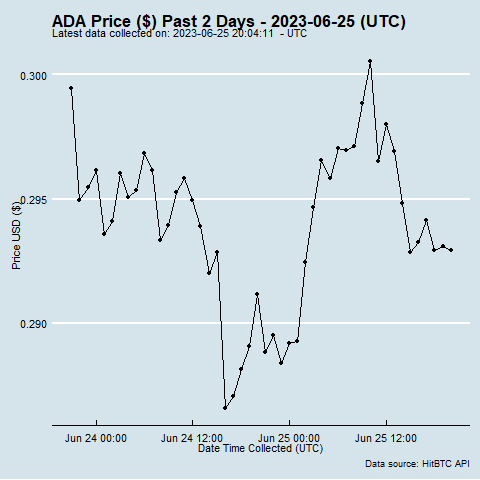 ADA Price ($) Past 2 Days - 2023-06-25 (UTC)
Latest data collected on: 2023-06-25 20:04:11 - UTC
0.300
0.295
0.290
Price USD ($)
Jun 24 00:00 Jun 24 12:00 Jun 25 00:00 Jun 25 12:00
Date Time Collected (UTC)
Data source: HitBTC API